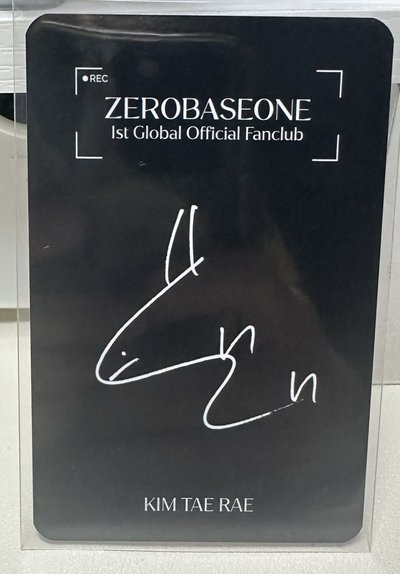 REC
ZEROBASEONE
1st Global Official Fanclub
KIM TAE RAE